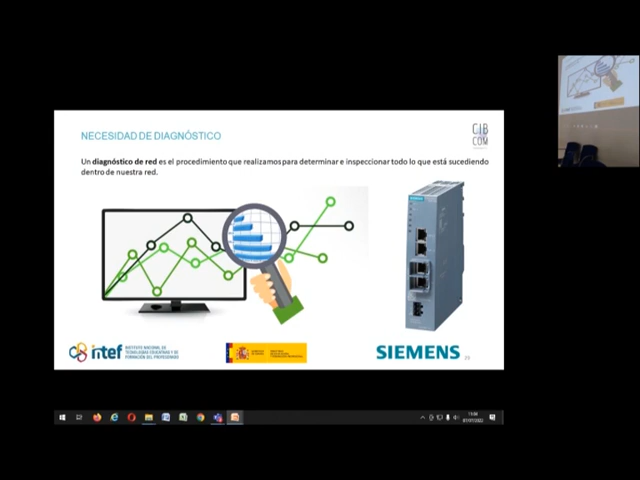 NECESIDAD DE DIAGNÓSTICO
CIB
COM
Un diagnóstico de red es el procedimiento que realizamos para determinar e inspeccionar todo lo que está sucediendo
dentro de nuestra red.
intef
INSTITUTO NACIONAL DE
TECNOLOGÍAS EDUCATIVAS Y DE
FORMACIÓN DEL PROFESORADO
SIEMENS